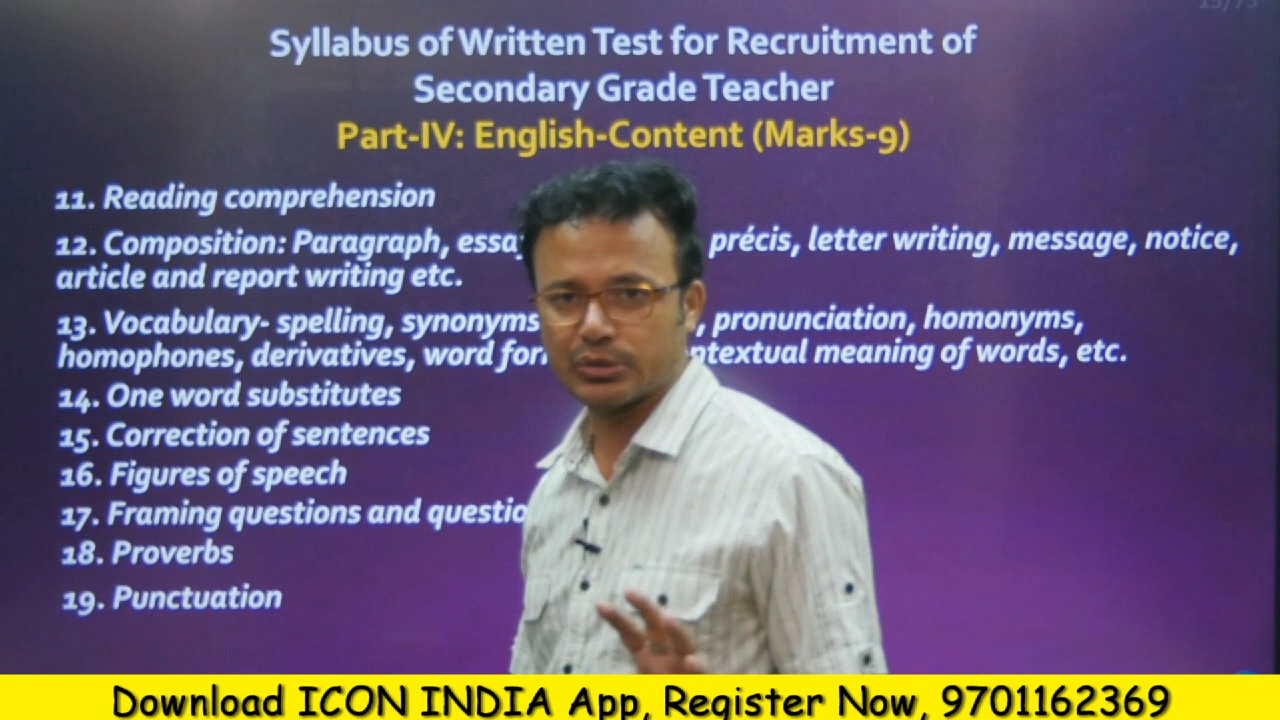 15/75
Syllabus of Written Test for Recruitment of
Secondary Grade Teacher
Part-IV: English-Content (Marks-9)
11. Reading comprehension
12. Composition: Paragraph, essay précis, letter writing, message, notice,
article and report writing etc.
13. Vocabulary- spelling, synonyms pronunciation, homonyms,
homophones, derivatives, word meaning of words, etc.
14. One word substitutes
15. Correction of sentences
16. Figures of speech
17. Framing questions and
18. Proverbs
19. Punctuation
Download ICON INDIA App, Register Now, 9701162369